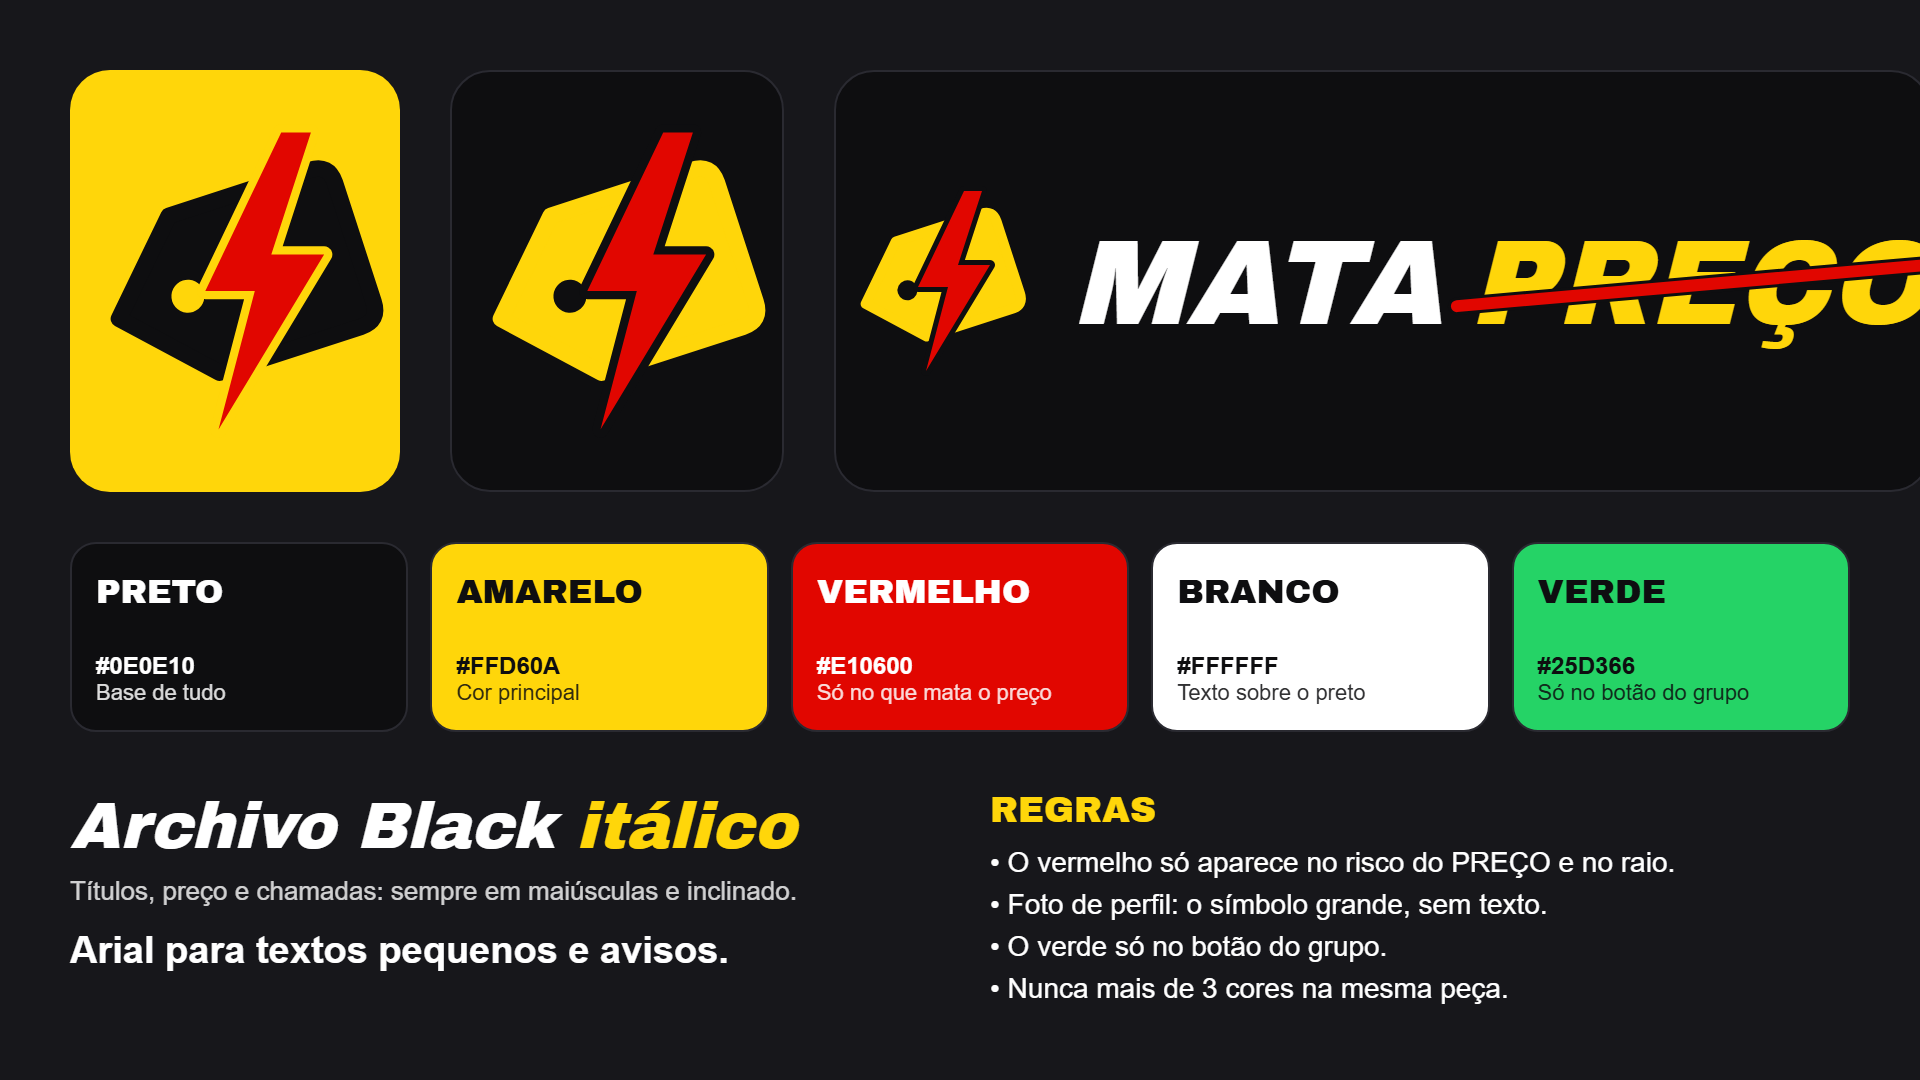 MATA PREÇO
PRETO
#0E0E10
Base de tudo
AMARELO
#FFD60A
Cor principal
VERMELHO
#E10600
Só no que mata o preço
BRANCO
#FFFFFF
Texto sobre o preto
VERDE
#25D366
Só no botão do grupo
Archivo Black itálico
Títulos, preço e chamadas: sempre em maiúsculas e inclinado.
Arial para textos pequenos e avisos.
REGRAS
• O vermelho só aparece no risco do PREÇO e no raio.
• Foto de perfil: o símbolo grande, sem texto.
• O verde só no botão do grupo.
• Nunca mais de 3 cores na mesma peça.